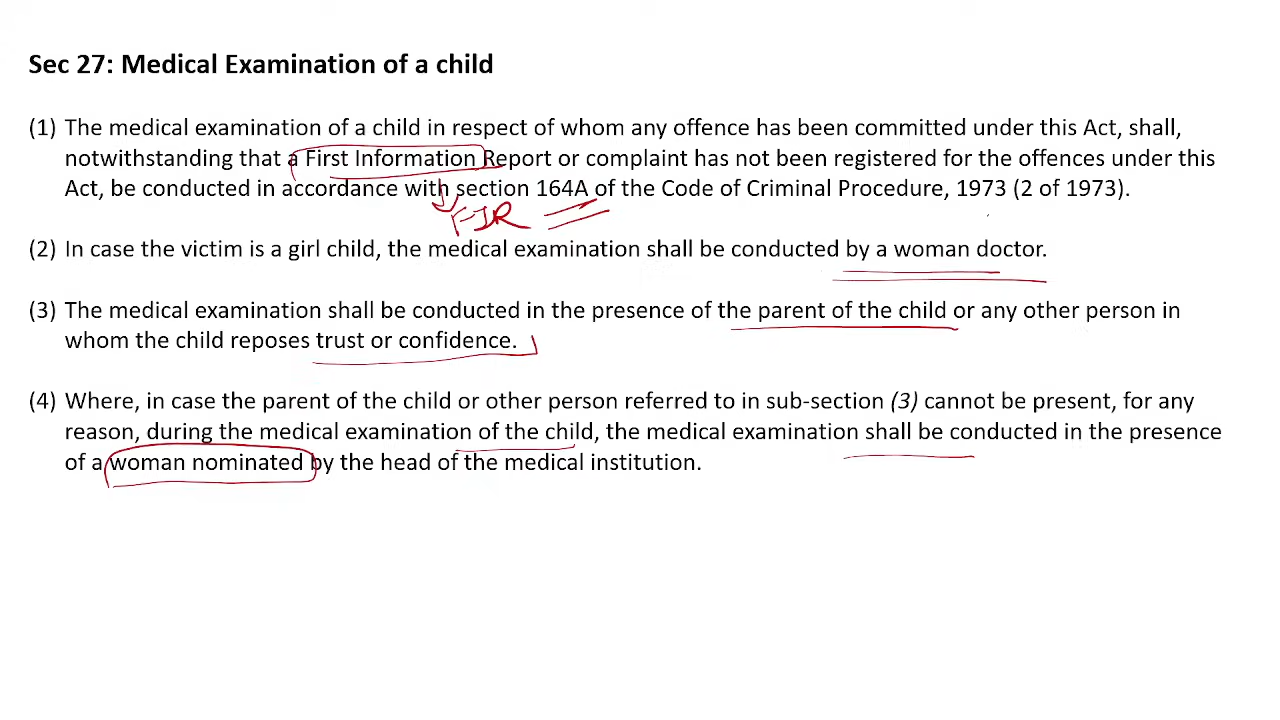 Sec 27: Medical Examination of a child
(1) The medical examination of a child in respect of whom any offence has been committed under this Act, shall,
notwithstanding that a First Information Report or complaint has not been registered for the offences under this
Act, be conducted in accordance with section 164A of the Code of Criminal Procedure, 1973 (2 of 1973).
FIR
(2) In case the victim is a girl child, the medical examination shall be conducted by a woman doctor.
(3) The medical examination shall be conducted in the presence of the parent of the child or any other person in
whom the child reposes trust or confidence.
(4) Where, in case the parent of the child or other person referred to in sub-section (3) cannot be present, for any
reason, during the medical examination of the child, the medical examination shall be conducted in the presence
of a woman nominated by the head of the medical institution.